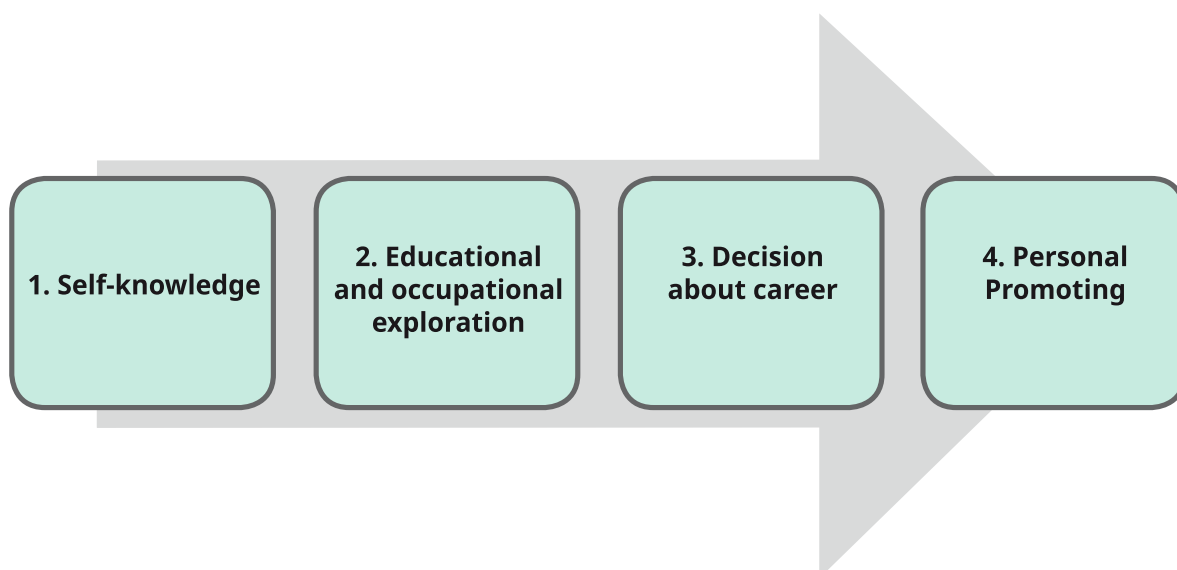 1. Self-knowledge
2. Educational
and occupational
exploration
3. Decision
about career
4. Personal
Promoting